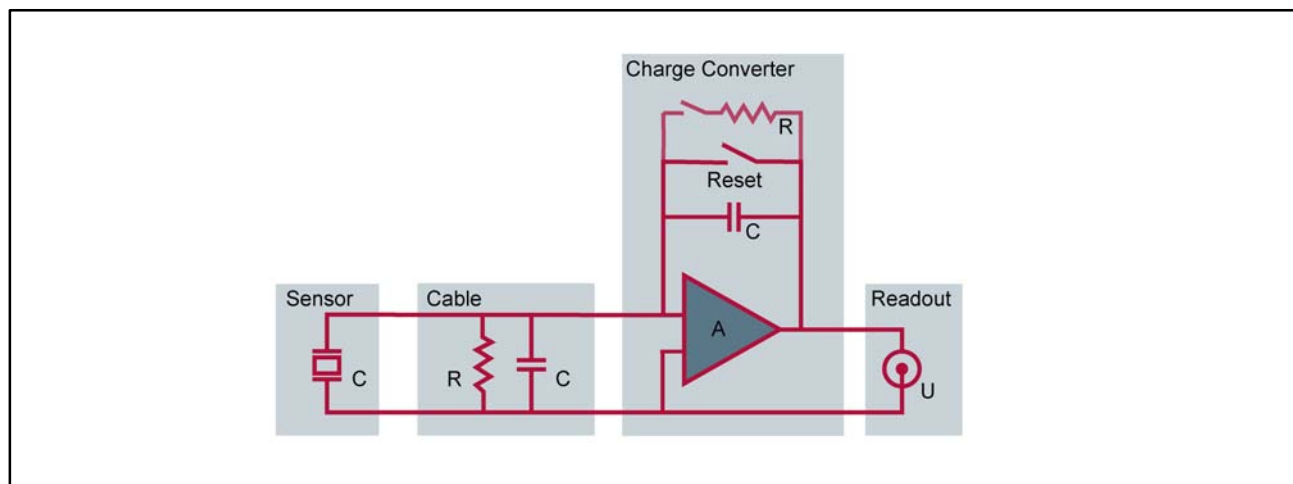 Charge Converter
R
Reset
C
Sensor
Cable
Readout
A
C
R
C
U